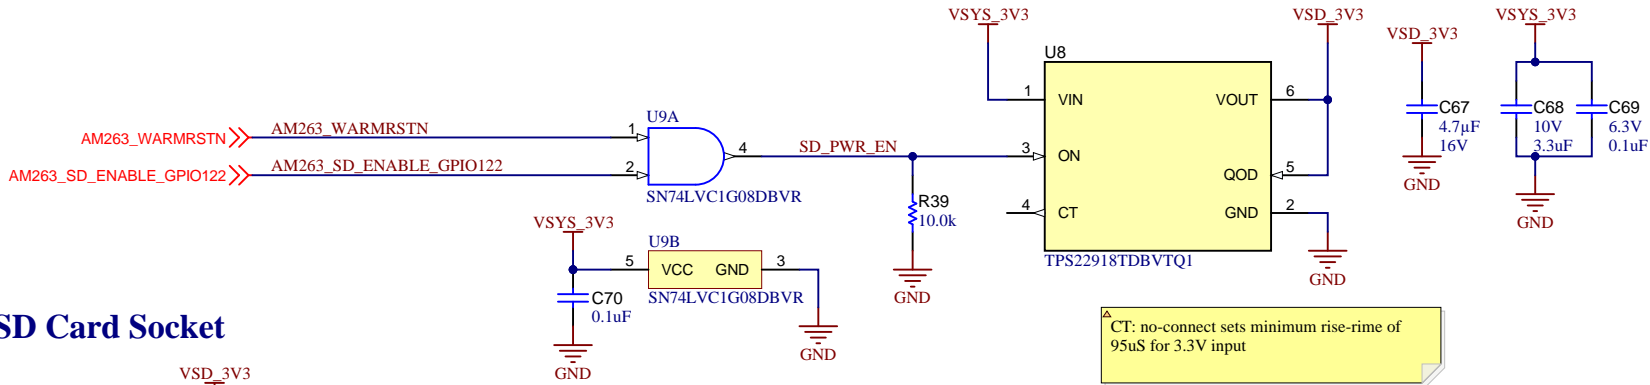 VSYS_3V3
VSD_3V3
VSYS_3V3
VSD_3V3
U8
1
VIN
VOUT
6
C67
4.7µF
16V
C68
10V
3.3uF
C69
6.3V
0.1uF
U9A
AM263_WARMRSTN
AM263_WARMRSTN
1
4
SD_PWR_EN
3
ON
AM263_SD_ENABLE_GPIO122
AM263_SD_ENABLE_GPIO122
2
QOD
5
GND
SN74LVC1G08DBVR
R39
10.0k
4
CT
GND
2
GND
VSYS_3V3
U9B
5
VCC
GND
3
TPS22918TDBVTQ1
GND
GND
C70
0.1uF
SN74LVC1G08DBVR
GND
GND
SD Card Socket
CT: no-connect sets minimum rise-rime of
95uS for 3.3V input
VSD_3V3